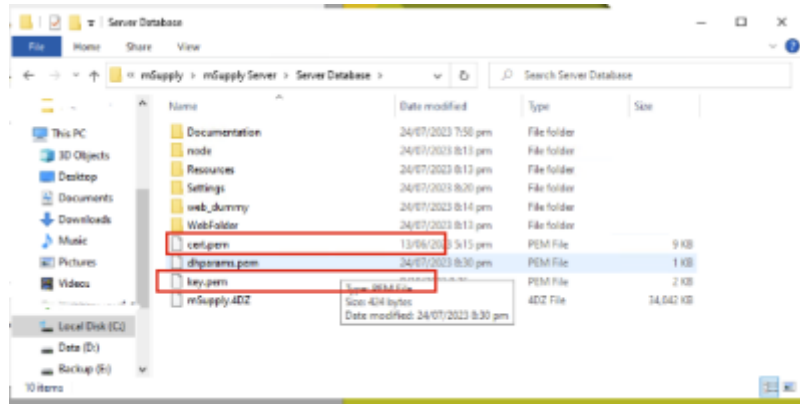 Server Database
File Home Share View
« mSupply > mSupply Server > Server Database > Search Server Database
Name Date modified Type Size
This PC
3D Objects
Desktop
Documents
Downloads
Music
Pictures
Videos
Local Disk (C:)
Data (D:)
Backup (E:)
Documentation 24/07/2023 7:50 pm File folder
node 24/07/2023 8:13 pm File folder
Resources 24/07/2023 8:13 pm File folder
Settings 24/07/2023 8:20 pm File folder
web_dummy 24/07/2023 8:14 pm File folder
WebFolder 24/07/2023 8:13 pm File folder
cert.pem 13/06/2023 5:15 pm PEM File 9 KB
dhparams.pem 24/07/2023 8:30 pm PEM File 1 KB
key.pem PEM File 2 KB
mSupply.4DZ 4DZ File 34,042 KB
Type: PEM File
Size: 424 bytes
Date modified: 24/07/2023 8:30 pm
10 items